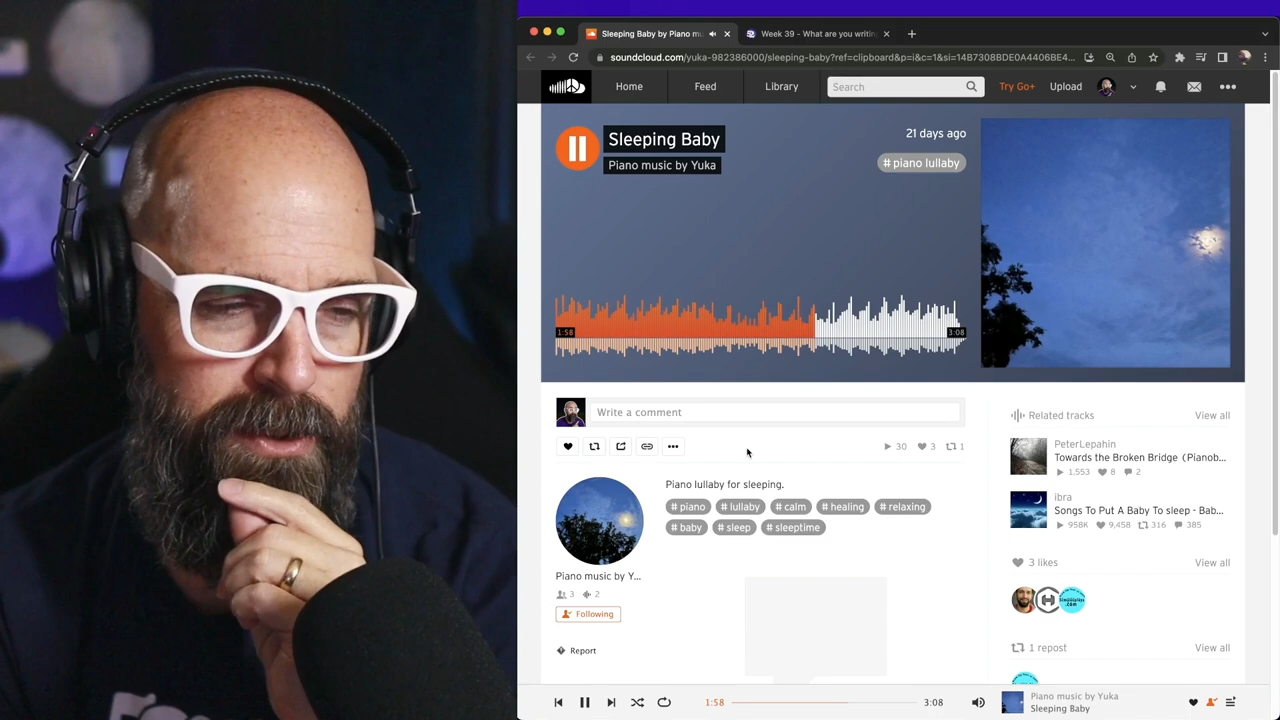 Sleeping Baby by Piano mu
Week 39 - What are you writin
soundcloud.com/yuka-982386000/sleeping-baby?ref=clipboard&p=i&c=1&si=14B7308BDE0A4406BE4...
Home Feed Library Search Try Go+ Upload
Sleeping Baby
Piano music by Yuka
21 days ago
# piano lullaby
1:58 3:08
Write a comment
30 3 1
Piano lullaby for sleeping.
# piano # lullaby # calm # healing # relaxing
# baby # sleep # sleeptime
Piano music by Y...
3 2
Following
Report
Related tracks View all
PeterLepahin
Towards the Broken Bridge (Pianob...
1,553 8 2
ibra
Songs To Put A Baby To sleep - Bab...
958K 9,458 316 385
3 likes View all
1 repost View all
1:58 3:08
Piano music by Yuka
Sleeping Baby